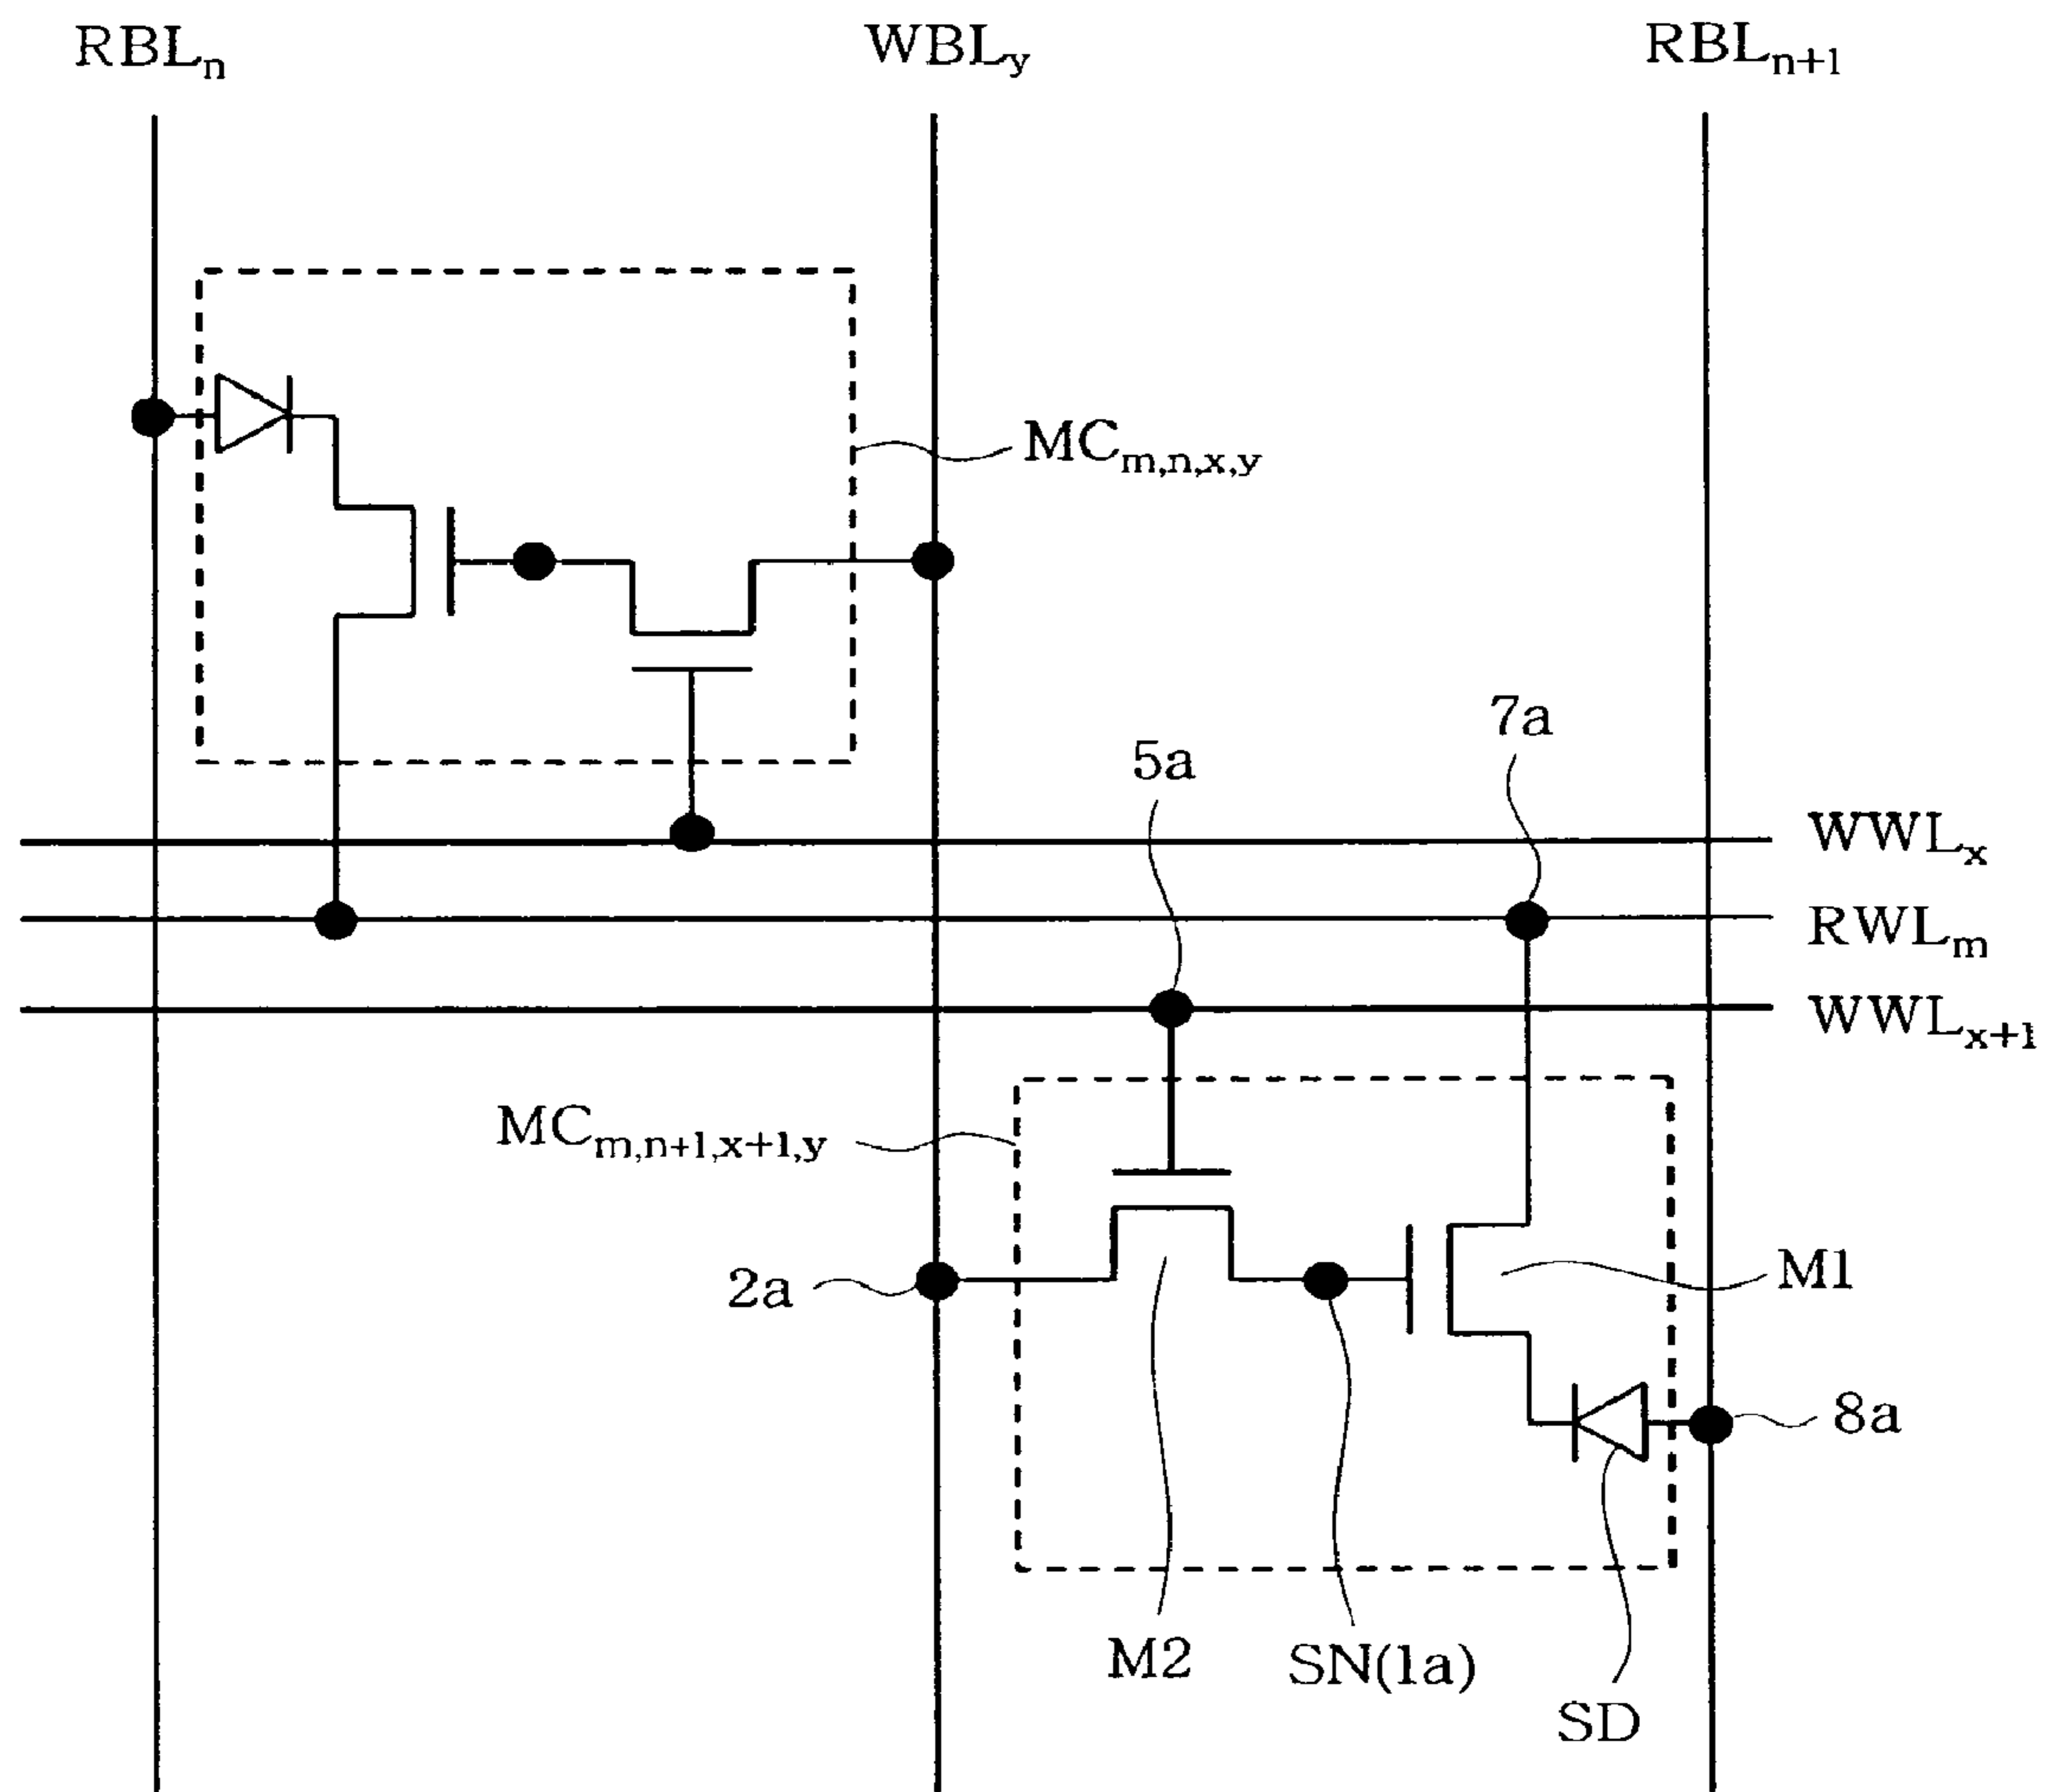 RBLn
WBLy
RBLn+1
MCm,n,x,y
7a
5a
WWLx
RWLm
WWLx+1
MCm,n+1,x+1,y
2a
M1
8a
M2
SN(1a)
SD